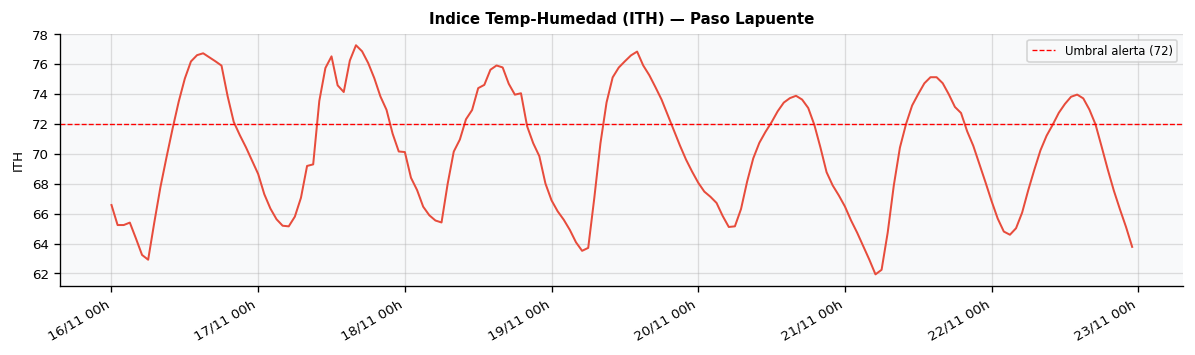 Indice Temp-Humedad (ITH) — Paso Lapuente
Umbral alerta (72)
ITH
78
76
74
72
70
68
66
64
62
16/11 00h
17/11 00h
18/11 00h
19/11 00h
20/11 00h
21/11 00h
22/11 00h
23/11 00h